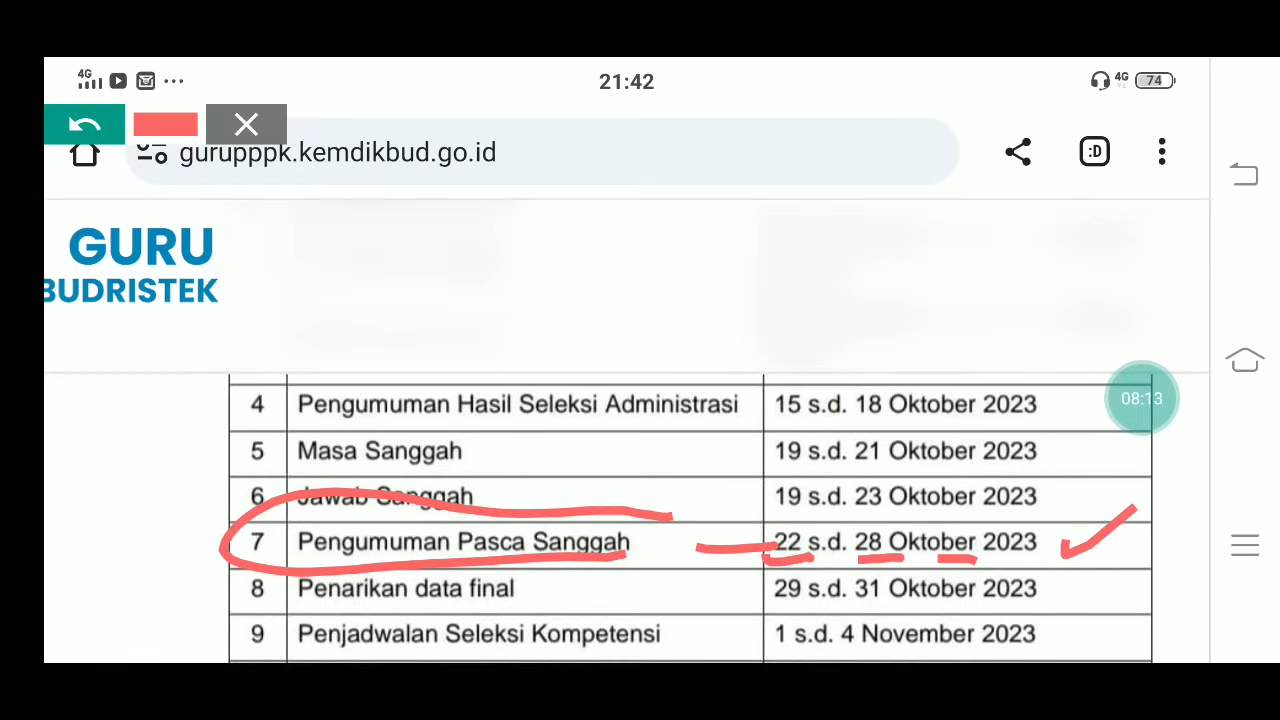 4G 21:42 4G 74
gurupppk.kemdikbud.go.id :D
GURU
BUDRISTEK
4 Pengumuman Hasil Seleksi Administrasi 15 s.d. 18 Oktober 2023
08:13
5 Masa Sanggah 19 s.d. 21 Oktober 2023
6 Jawab Sanggah 19 s.d. 23 Oktober 2023
7 Pengumuman Pasca Sanggah 22 s.d. 28 Oktober 2023
8 Penarikan data final 29 s.d. 31 Oktober 2023
9 Penjadwalan Seleksi Kompetensi 1 s.d. 4 November 2023